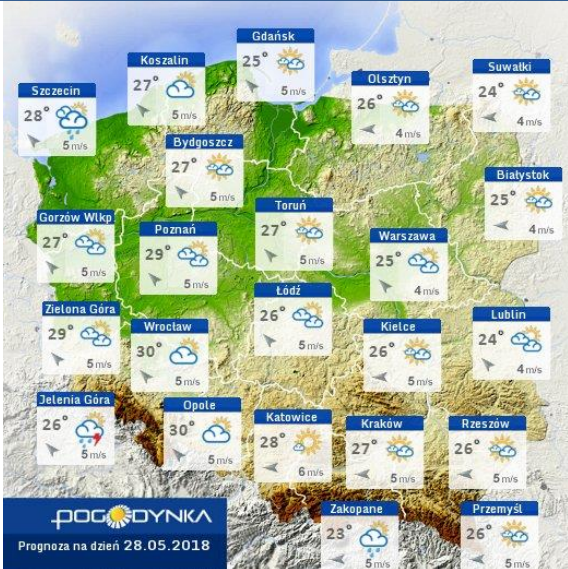 Gdańsk
25°
5 m/s
Koszalin
27°
5 m/s
Suwałki
24°
4 m/s
Olsztyn
26°
4 m/s
Szczecin
28°
5 m/s
Bydgoszcz
27°
5 m/s
Białystok
25°
4 m/s
Toruń
27°
5 m/s
Gorzów Wlkp
27°
5 m/s
Poznań
29°
5 m/s
Warszawa
25°
4 m/s
Łódź
26°
5 m/s
Zielona Góra
29°
5 m/s
Wrocław
30°
5 m/s
Kielce
26°
5 m/s
Lublin
24°
4 m/s
Jelenia Góra
26°
5 m/s
Opole
30°
5 m/s
Katowice
28°
6 m/s
Kraków
27°
5 m/s
Rzeszów
26°
5 m/s
Zakopane
23°
5 m/s
Przemyśl
26°
5 m/s
POGODYNKA
Prognoza na dzień 28.05.2018